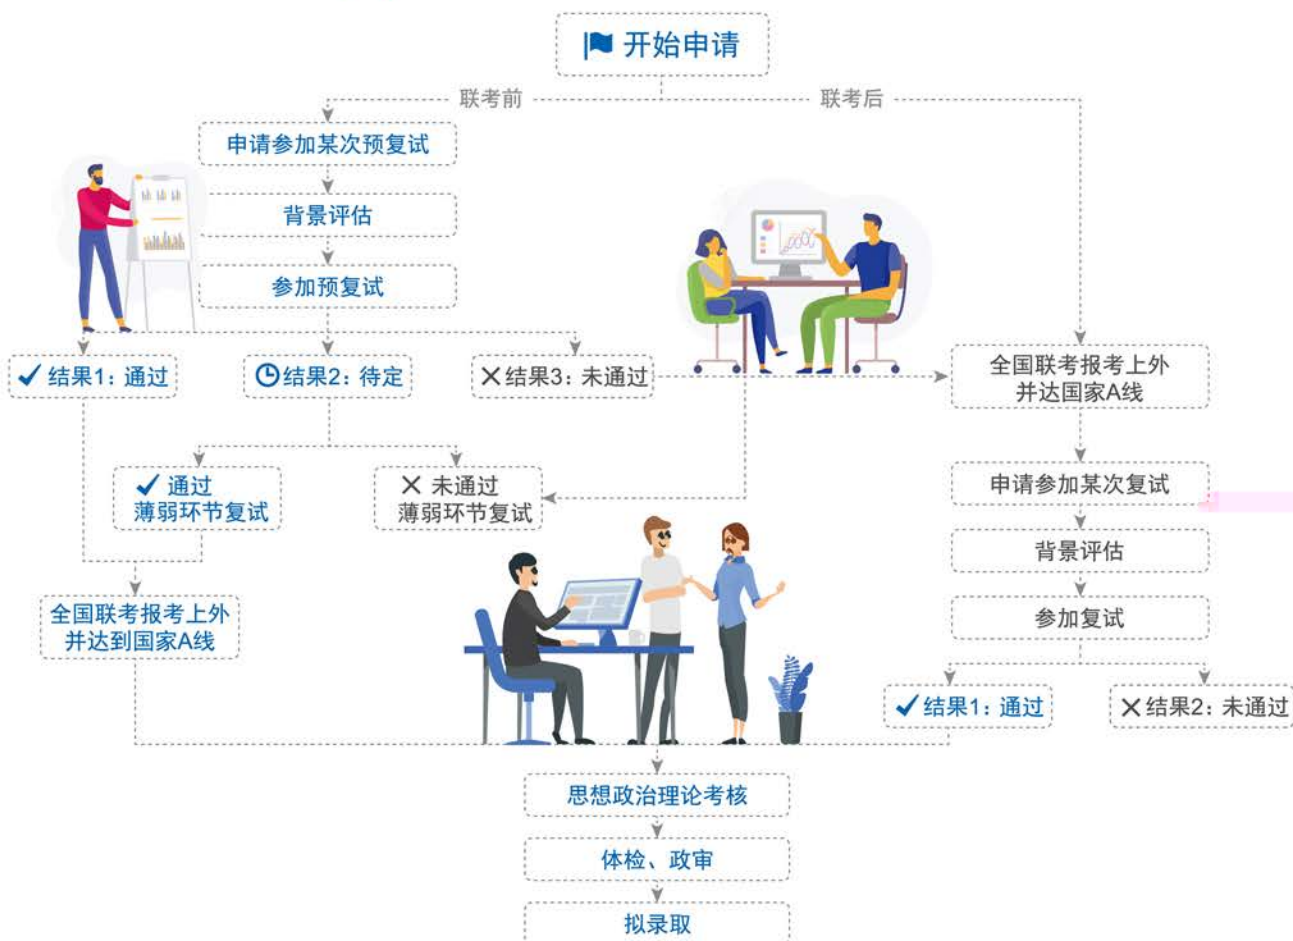 开始申请
联考前
联考后
申请参加某次预复试
背景评估
参加预复试
结果1：通过
结果2：待定
结果3：未通过
全国联考报考上外
并达国家A线
通过
薄弱环节复试
未通过
薄弱环节复试
申请参加某次复试
背景评估
参加复试
全国联考报考上外
并达到国家A线
结果1：通过
结果2：未通过
思想政治理论考核
体检、政审
拟录取